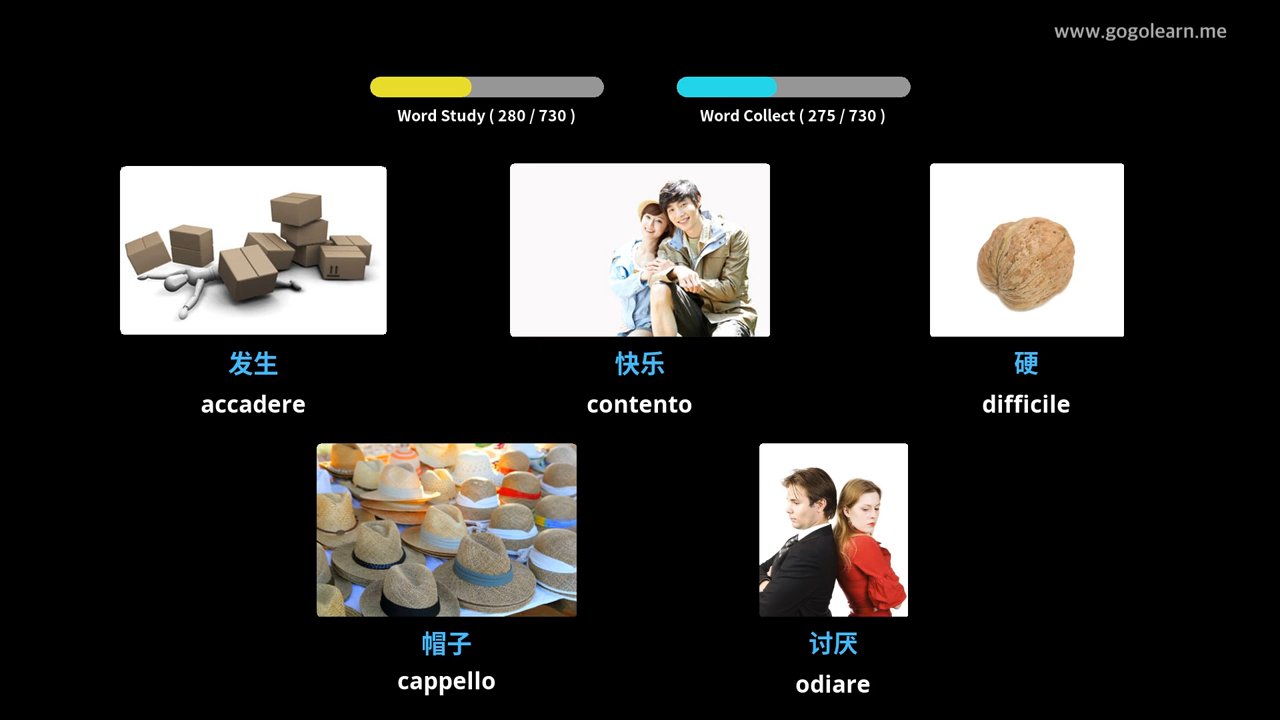 www.gogolearn.me
Word Study ( 280 / 730 )
Word Collect ( 275 / 730 )
发生
accadere
快乐
contento
硬
difficile
帽子
cappello
讨厌
odiare